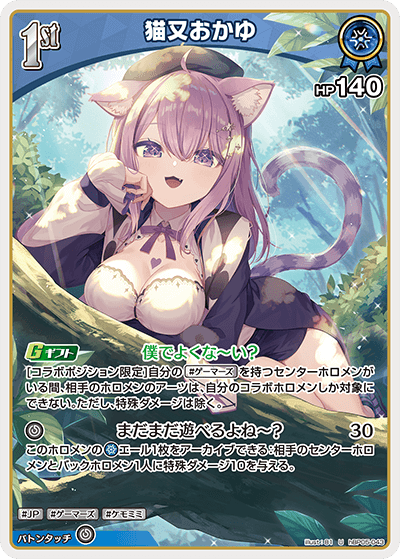 1st
猫又おかゆ
HP 140
G ギフト 僕でよくな〜い?
[コラボポジション限定]自分の #ゲーマーズ を持つセンターホロメンが
いる間、相手のホロメンのアーツは、自分のコラボホロメンしか対象に
できない。ただし、特殊ダメージは除く。
まだまだ遊べるよね〜? 30
このホロメンの エール1枚をアーカイブできる:相手のセンターホロ
メンとバックホロメン1人に特殊ダメージ10を与える。
#JP #ゲーマーズ #ケモミミ
バトンタッチ
illust: 81 U hBP05-043